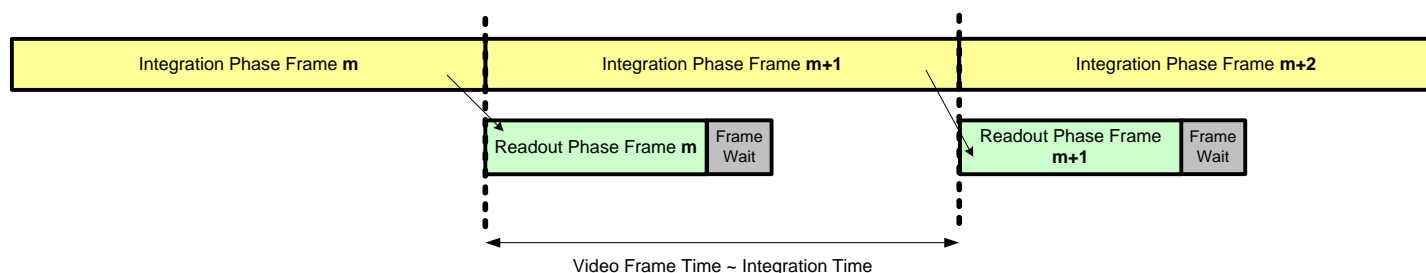 Integration Phase Frame m
Integration Phase Frame m+1
Integration Phase Frame m+2
Readout Phase Frame m
Frame
Wait
Readout Phase Frame
m+1
Frame
Wait
Video Frame Time ~ Integration Time